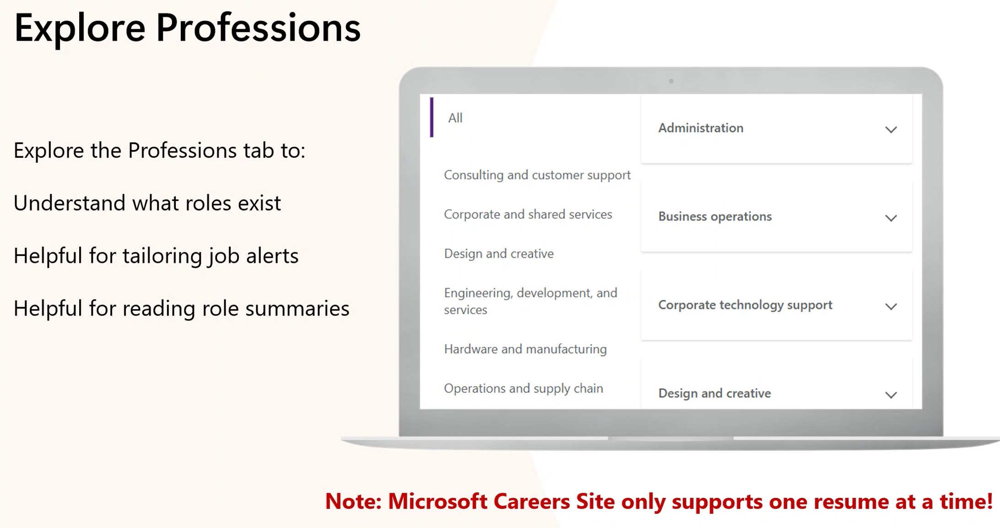 Explore Professions
Explore the Professions tab to:
Understand what roles exist
Helpful for tailoring job alerts
Helpful for reading role summaries
All
Consulting and customer support
Corporate and shared services
Design and creative
Engineering, development, and
services
Hardware and manufacturing
Operations and supply chain
Administration
Business operations
Corporate technology support
Design and creative
Note: Microsoft Careers Site only supports one resume at a time!